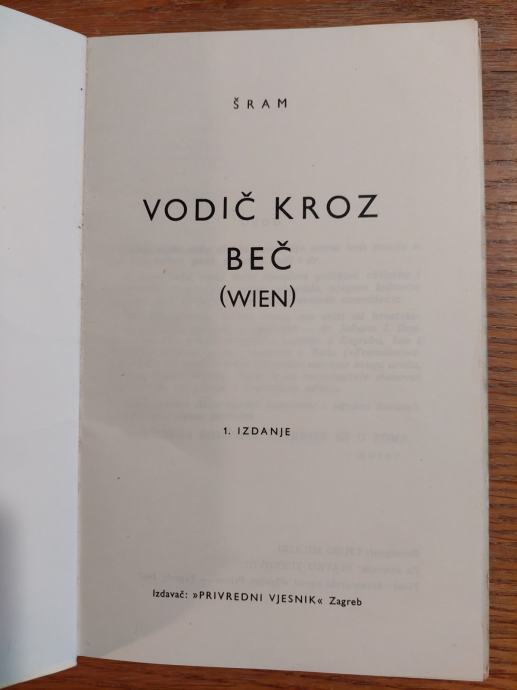 ŠRAM
VODIČ KROZ
BEČ
(WIEN)
1. IZDANJE
Izdavač: »PRIVREDNI VJESNIK« Zagreb